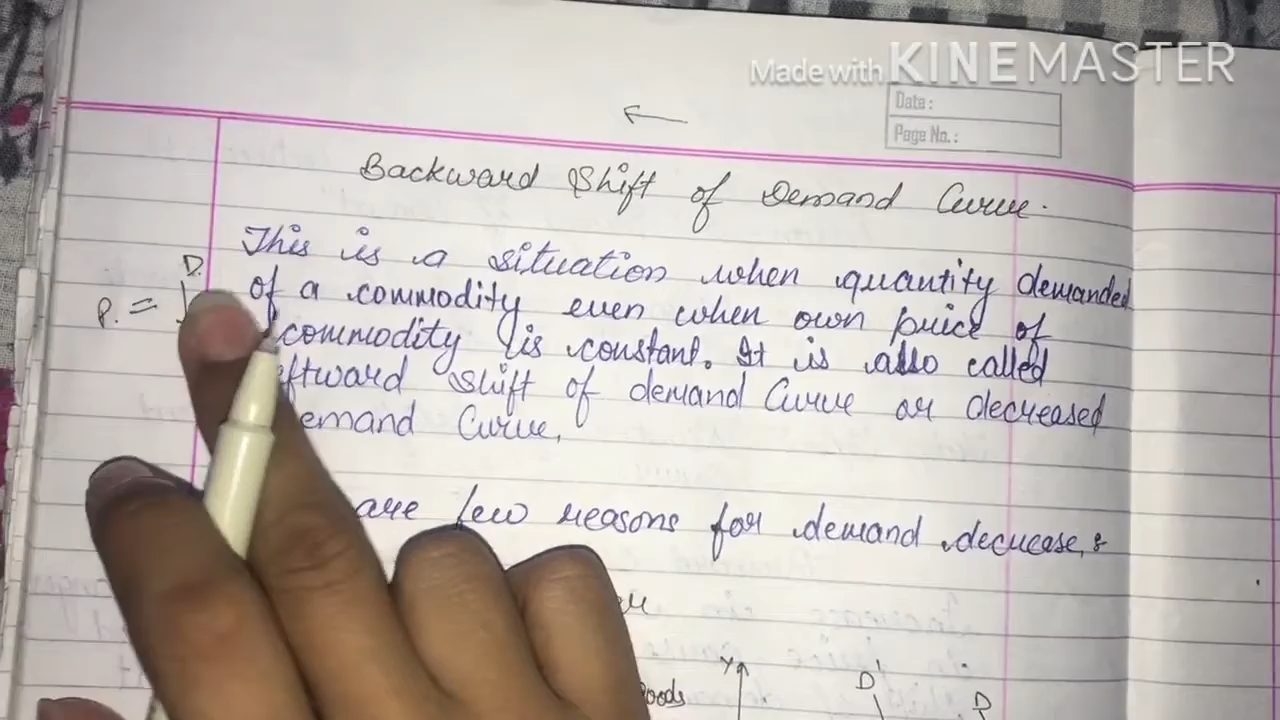 Made with KINEMASTER
←
Date :
Page No. :
Backward Shift of Demand Curve.
This is a situation when quantity demanded
of a commodity even when own price of
commodity is constant. It is also called
shift of demand Curve or decreased
Curve,
are few reasons for demand decrease, &
D.
P. =
Y
D'
D